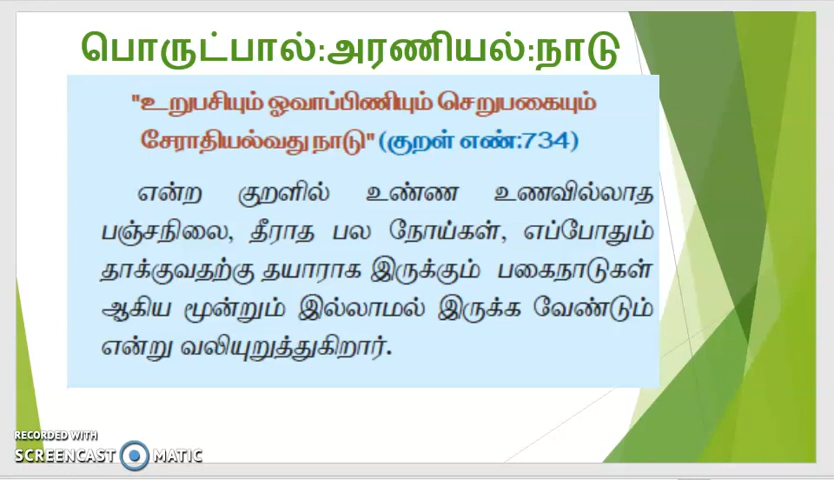 பொருட்பால்:அரணியல்:நாடு
"உறுபசியும் ஓவாப்பிணியும் செறுபகையும்
சேராதியல்வது நாடு" (குறள் எண்:734)
என்ற குறளில் உண்ண உணவில்லாத
பஞ்சநிலை, தீராத பல நோய்கள், எப்போதும்
தாக்குவதற்கு தயாராக இருக்கும் பகைநாடுகள்
ஆகிய மூன்றும் இல்லாமல் இருக்க வேண்டும்
என்று வலியுறுத்துகிறார்.
RECORDED WITH
SCREENCAST MATIC